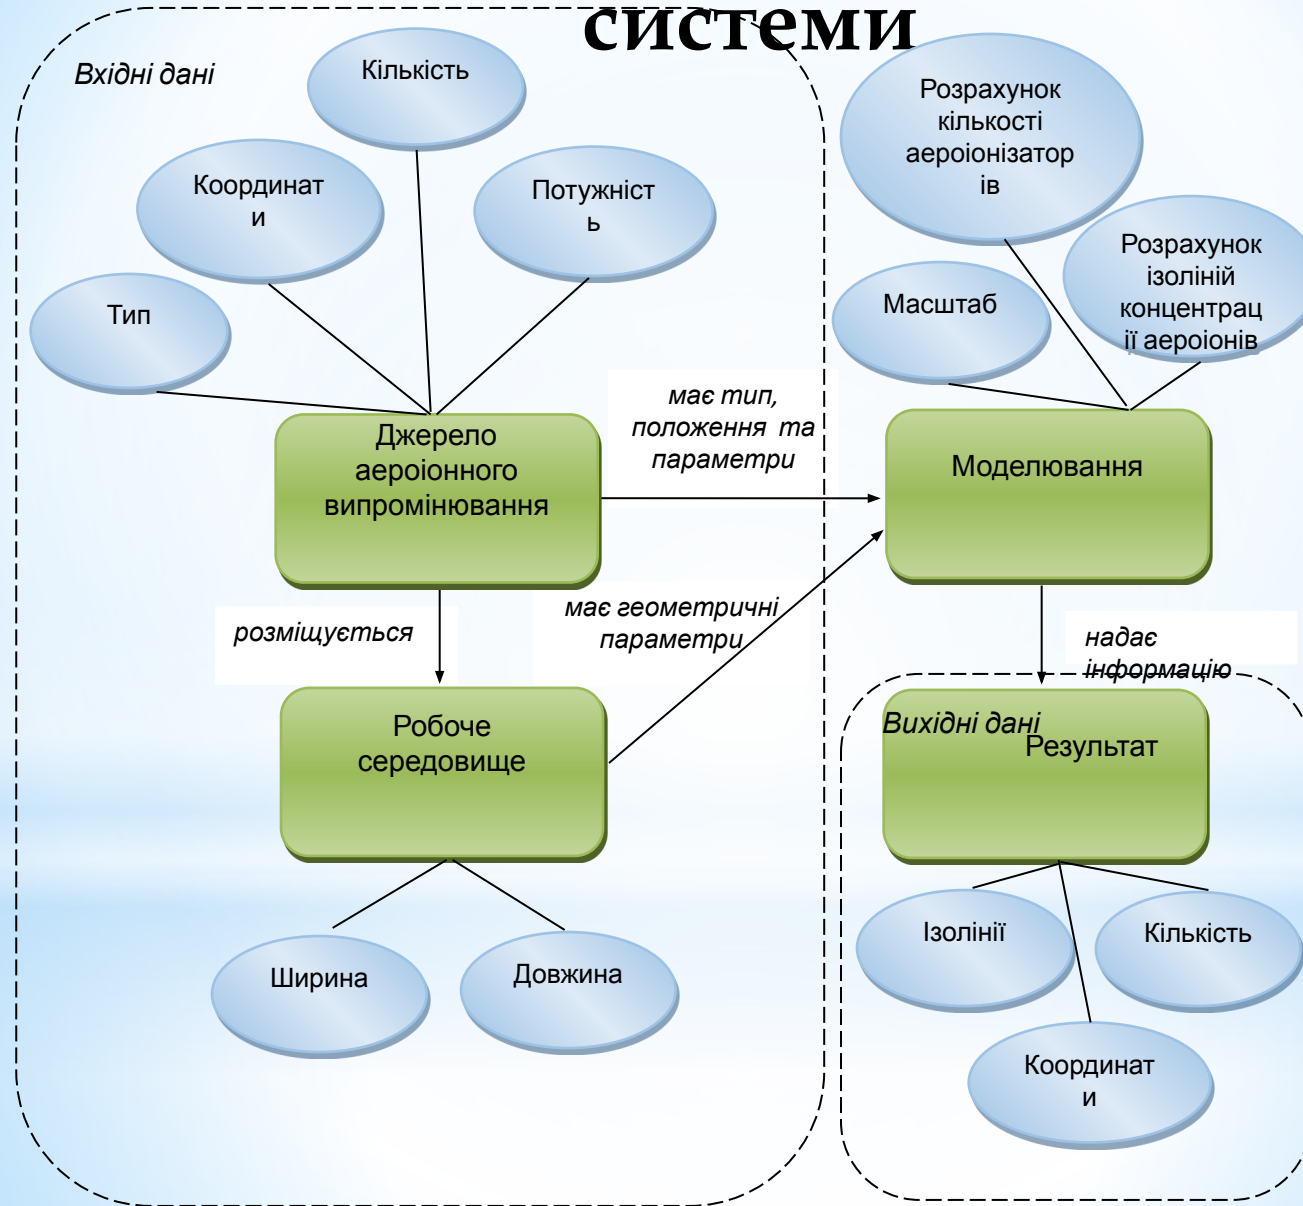 системи
Вхідні дані
Кількість
Координат
и
Потужніст
ь
Тип
Розрахунок
кількості
аероіонізатор
ів
Розрахунок
ізоліній
концентрац
ії аероіонів
Масштаб
має тип,
положення та
параметри
Джерело
аероіонного
випромінювання
Моделювання
розміщується
має геометричні
параметри
надає
інформацію
Робоче
середовище
Вихідні дані
Результат
Ширина
Довжина
Ізолінії
Кількість
Координат
и